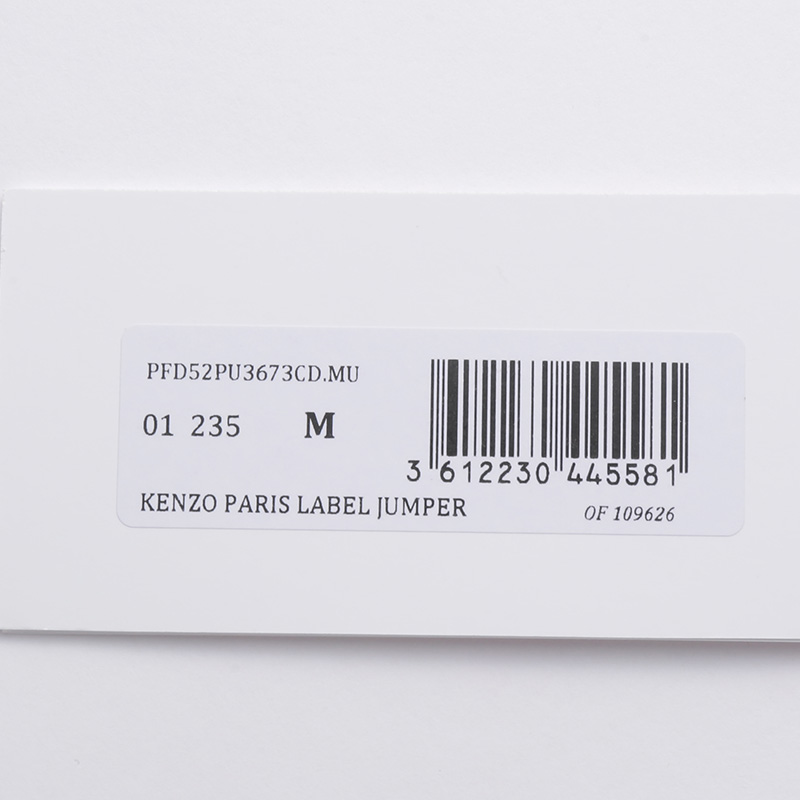 PFD52PU3673CD.MU
01 235 M
3 612230 445581
KENZO PARIS LABEL JUMPER
OF 109626